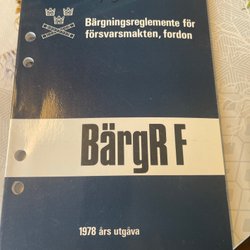 Bärgningsreglemente för
försvarsmakten, fordon
BärgR F
1978 års utgåva